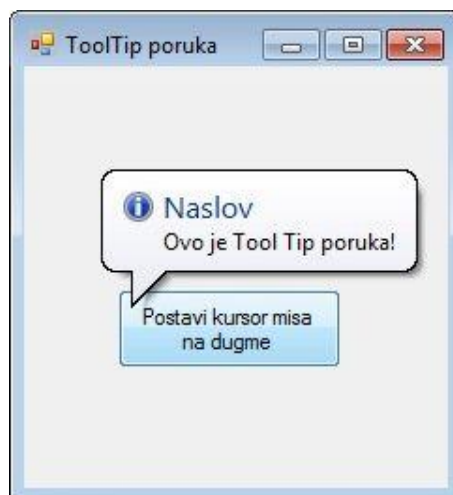 ToolTip poruka
Naslov
Ovo je Tool Tip poruka!
Postavi kursor misa
na dugme